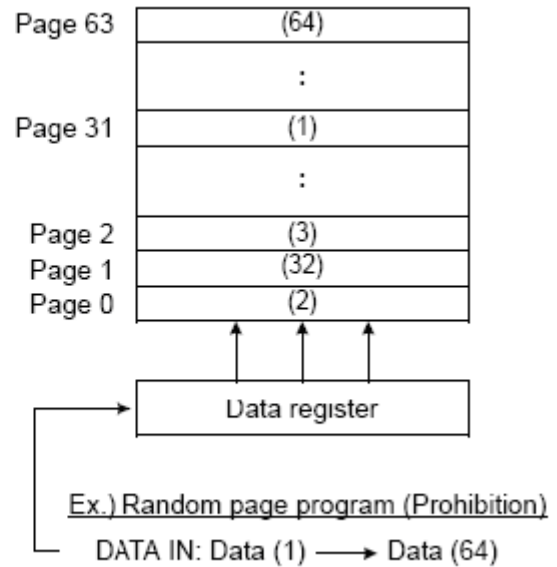 Page 63 (64)
:
Page 31 (1)
:
Page 2 (3)
Page 1 (32)
Page 0 (2)
Data register
Ex.) Random page program (Prohibition)
DATA IN: Data (1) → Data (64)